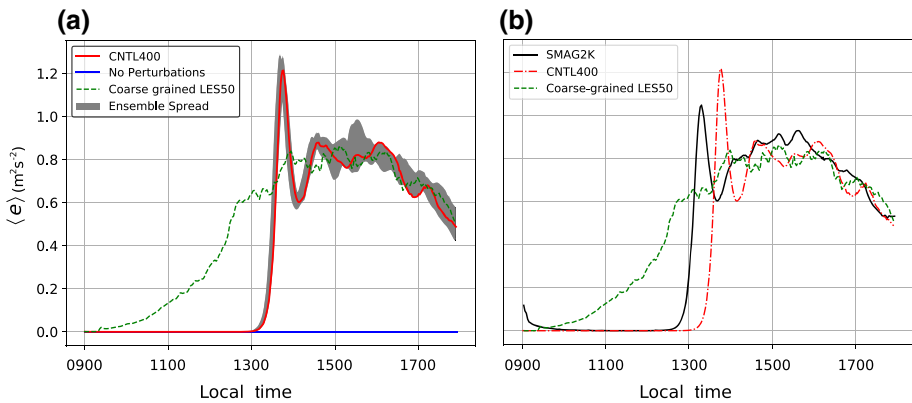 (a)
(b)
CNTL400
No Perturbations
Coarse grained LES50
Ensemble Spread
SMAG2K
CNTL400
Coarse-grained LES50
⟨e⟩ (m²s⁻²)
1.2
1.0
0.8
0.6
0.4
0.2
0.0
0900 1100 1300 1500 1700
0900 1100 1300 1500 1700
Local time
Local time